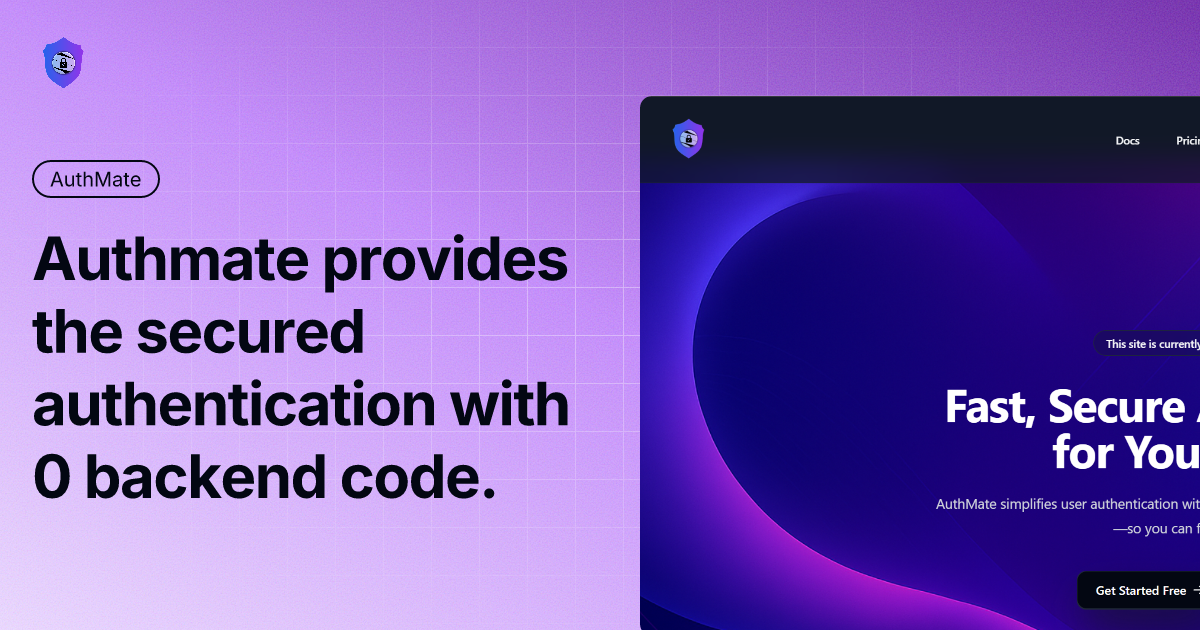 AuthMate
Authmate provides
the secured
authentication with
0 backend code.
Docs
This site is currently
Fast, Secure
for You
AuthMate simplifies user authentication
—so you can
Get Started Free →